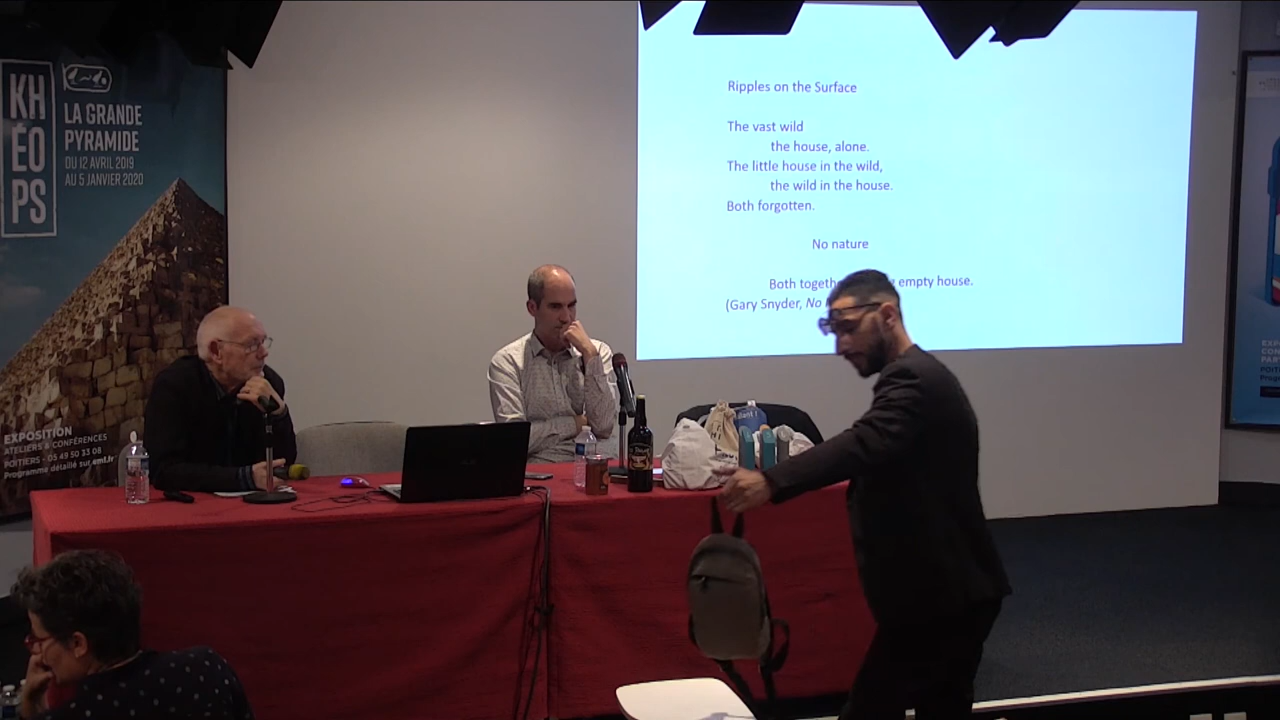 KH
ÉO
PS
LA GRANDE
PYRAMIDE
DU 12 AVRIL 2019
AU 5 JANVIER 2020
EXPOSITION
ATELIERS & CONFÉRENCES
POITIERS - 05 49 50 33 08
Programme détaillé sur emf.fr
Ripples on the Surface
The vast wild
the house, alone.
The little house in the wild,
the wild in the house.
Both forgotten.
No nature
Both togethe empty house.
(Gary Snyder, No